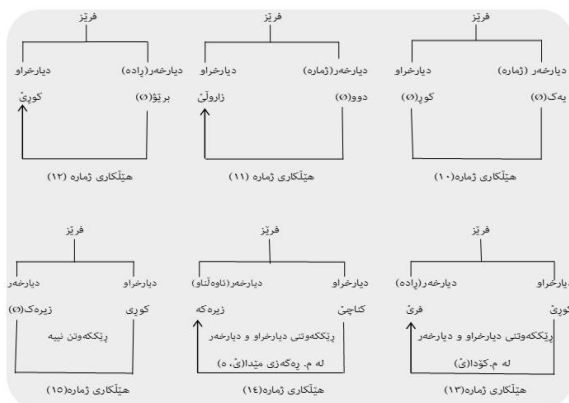 فرێز
دیارخەر (ژمارە) دیارخراو
یەک(Ø) کوڕ(Ø)
هێڵکاری ژمارە(١٠)
فرێز
دیارخەر(ژمارە) دیارخراو
دوو(Ø) زاروڵێ
هێڵکاری ژمارە (١١)
فرێز
دیارخەر(ڕادە) دیارخراو
بڕێۆ(Ø) کوڕێ
هێڵکاری ژمارە (١٢)
فرێز
دیارخراو دیارخەر(ڕادە)
کوڕێ فرێ
ڕێککەوتنی دیارخراو و دیارخەر
لە م.کۆدا(ێ)
هێڵکاری ژمارە(١٣)
فرێز
دیارخراو دیارخەر(ئاوەڵناو)
کناچێ زیرەکە
ڕێککەوتنی دیارخراو و دیارخەر
لە م. ڕەگەزی مێدا(ێ، ە)
هێڵکاری ژمارە(١٤)
فرێز
دیارخراو دیارخەر
کوڕی زیرەک(Ø)
ڕێککەوتن نییە
هێڵکاری ژمارە(١٥)